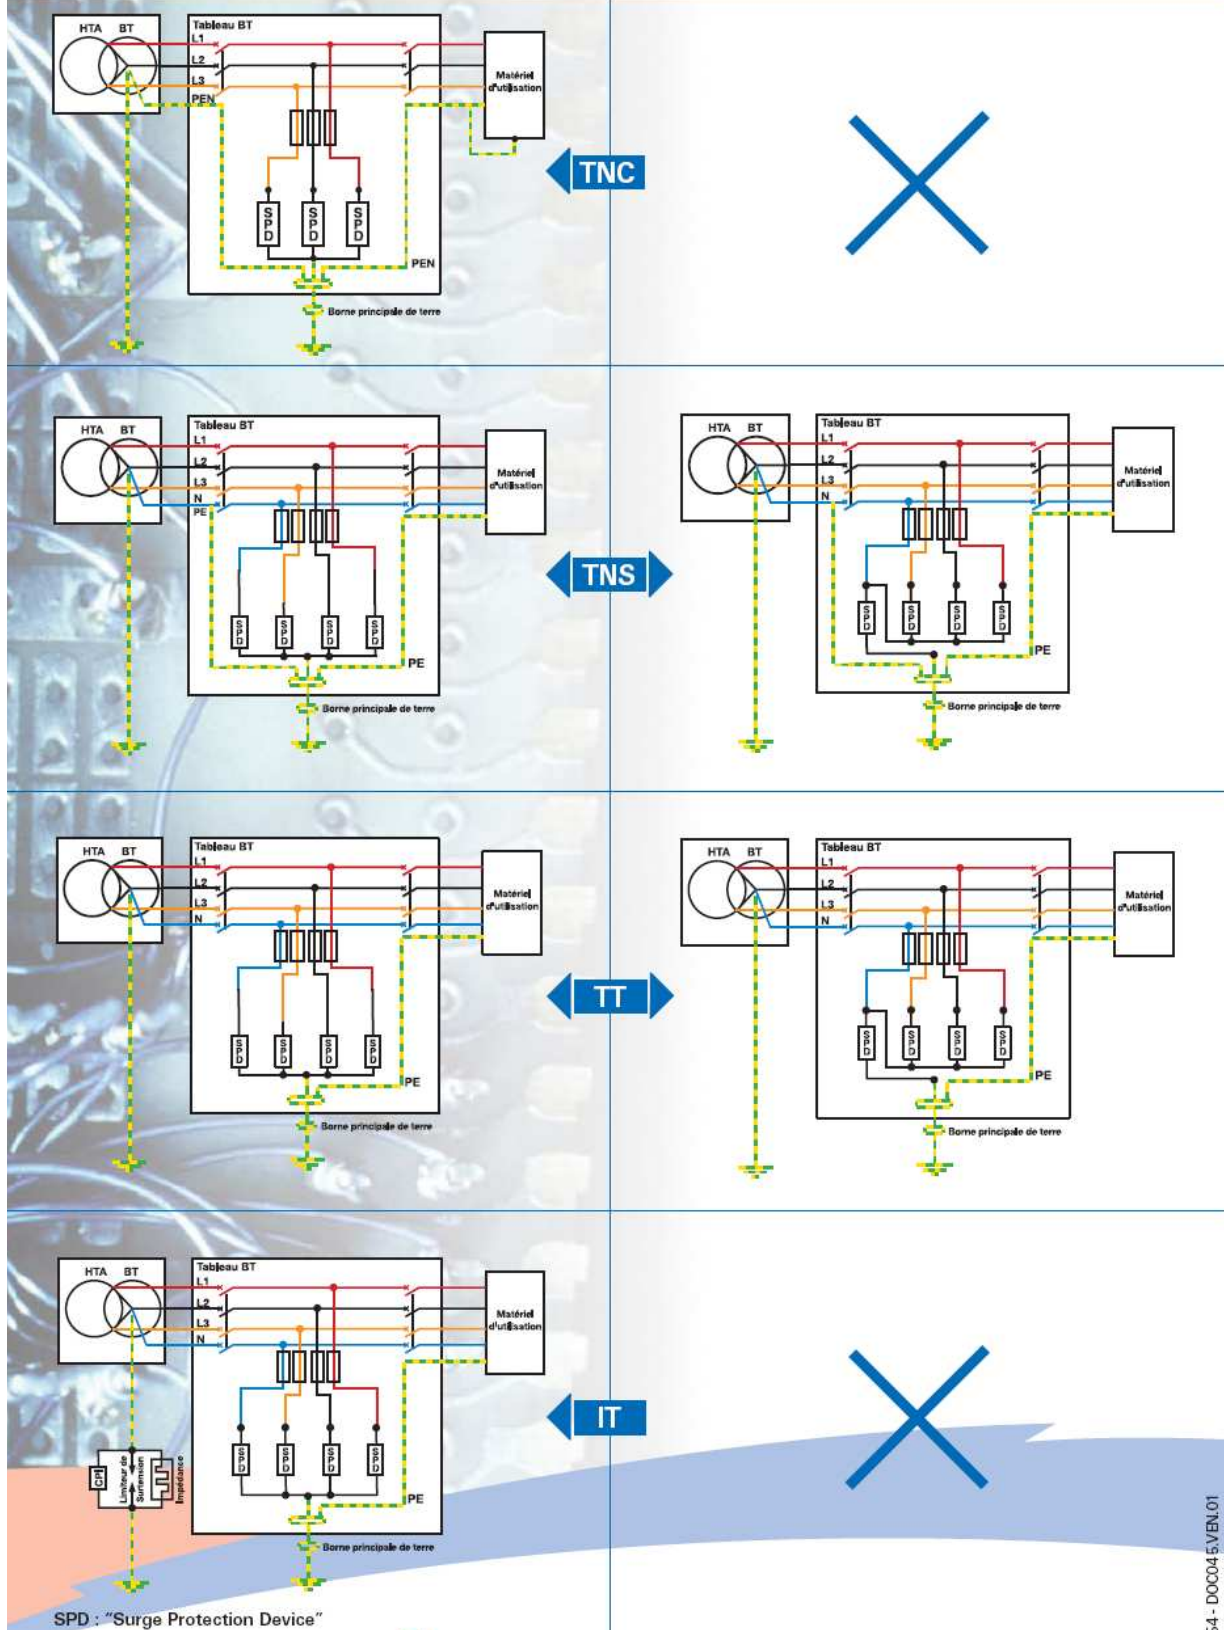 HTA BT
Tableau BT
L1
L2
L3
PEN
Matériel
d'utilisation
SPD
SPD
SPD
PEN
Borne principale de terre
TNC
HTA BT
Tableau BT
L1
L2
L3
N
PE
Matériel
d'utilisation
SPD
SPD
SPD
SPD
PE
Borne principale de terre
TNS
HTA BT
Tableau BT
L1
L2
L3
N
Matériel
d'utilisation
SPD
SPD
SPD
SPD
PE
Borne principale de terre
HTA BT
Tableau BT
L1
L2
L3
N
Matériel
d'utilisation
SPD
SPD
SPD
SPD
PE
Borne principale de terre
TT
HTA BT
Tableau BT
L1
L2
L3
N
Matériel
d'utilisation
SPD
SPD
SPD
SPD
PE
Borne principale de terre
HTA BT
Tableau BT
L1
L2
L3
N
Matériel
d'utilisation
SPD
SPD
SPD
SPD
PE
Borne principale de terre
IT
CPI
Limiteur de
Surtension
Impédance
SPD : "Surge Protection Device"
64 - DOC045.VEN.01